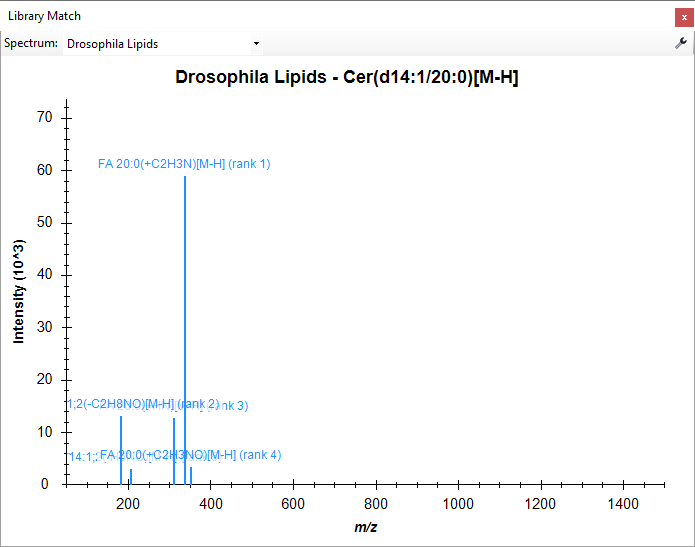 Library Match
x
Spectrum: Drosophila Lipids
Drosophila Lipids - Cer(d14:1/20:0)[M-H]
70
FA 20:0(+C2H3N)[M-H] (rank 1)
60
50
Intensity (10^3)
40
30
20
1;2(-C2H8NO)[M-H] (rank 2)
rank 3)
10
14:1;
FA 20:0(+C2H3NO)[M-H] (rank 4)
0
200 400 600 800 1000 1200 1400
m/z